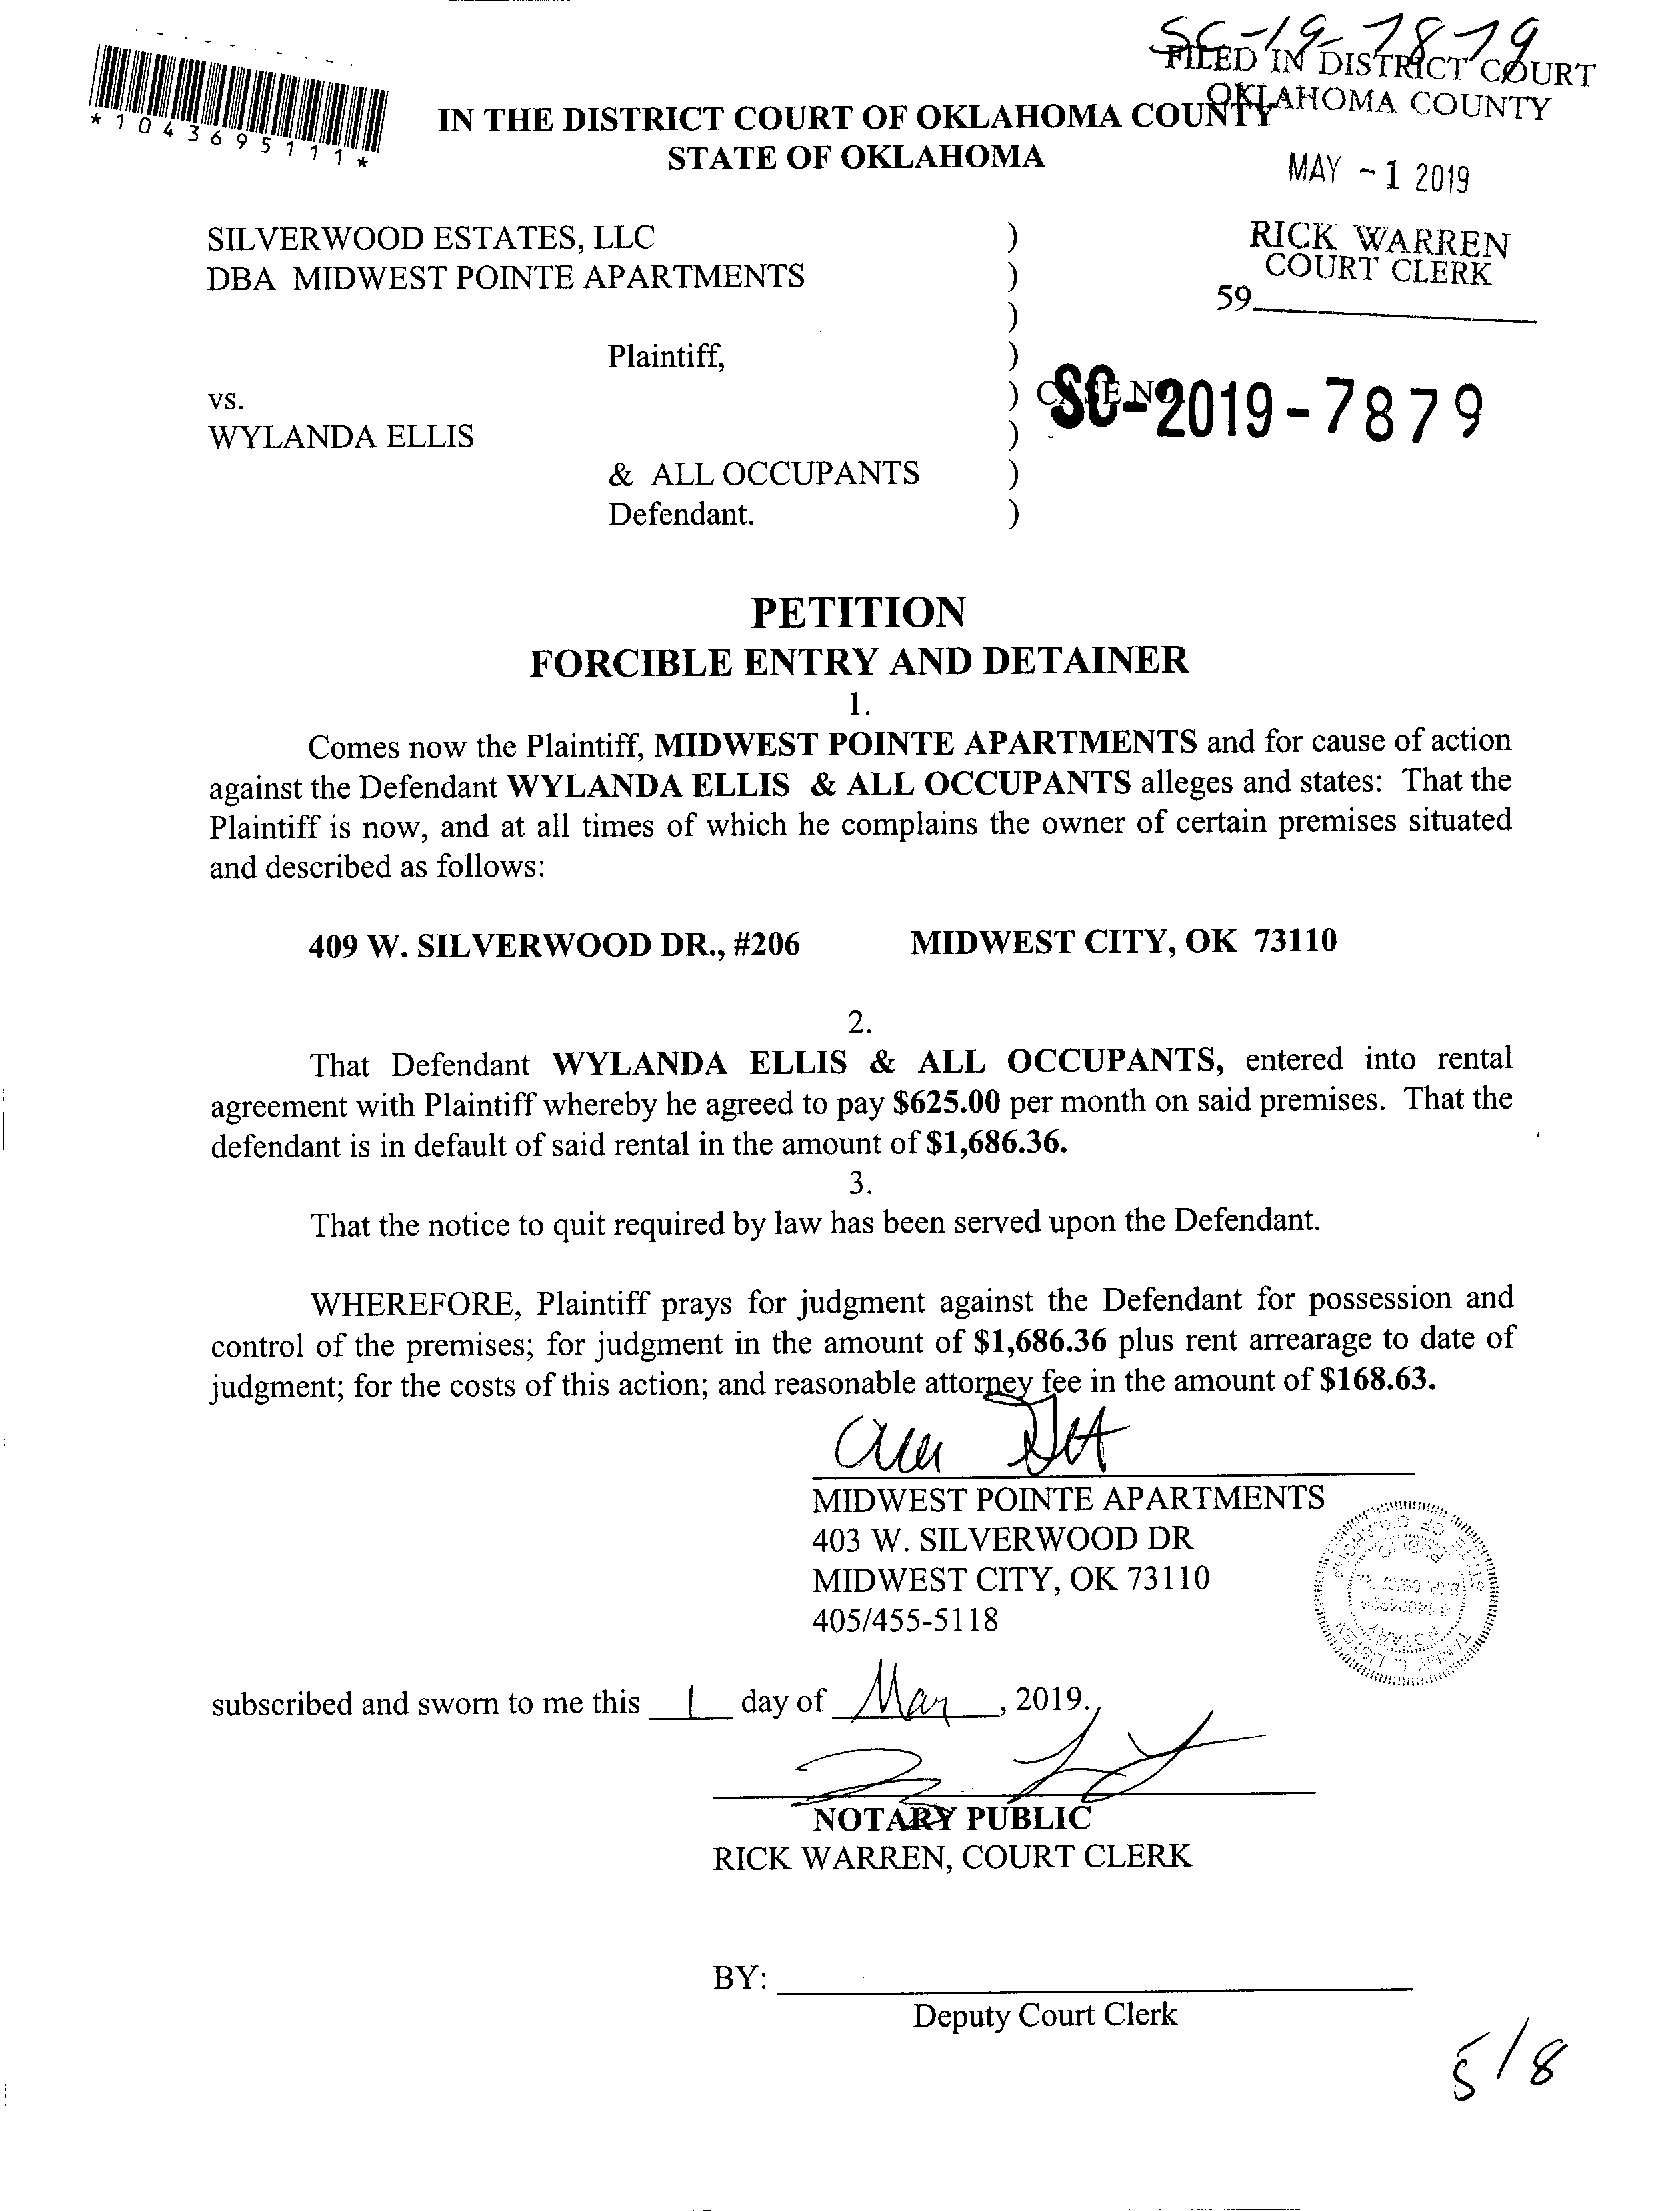 SC-19-7879
FILED IN DISTRICT COURT
OKLAHOMA COUNTY
*1043695111*
IN THE DISTRICT COURT OF OKLAHOMA COUNTY
STATE OF OKLAHOMA
MAY - 1 2019
SILVERWOOD ESTATES, LLC )
DBA MIDWEST POINTE APARTMENTS )
)
RICK WARREN
COURT CLERK
59
Plaintiff, )
vs. ) CASE NO
SC-2019-7879
WYLANDA ELLIS )
& ALL OCCUPANTS )
Defendant. )
PETITION
FORCIBLE ENTRY AND DETAINER
1.
Comes now the Plaintiff, MIDWEST POINTE APARTMENTS and for cause of action
against the Defendant WYLANDA ELLIS & ALL OCCUPANTS alleges and states: That the
Plaintiff is now, and at all times of which he complains the owner of certain premises situated
and described as follows:
409 W. SILVERWOOD DR., #206 MIDWEST CITY, OK 73110
2.
That Defendant WYLANDA ELLIS & ALL OCCUPANTS, entered into rental
agreement with Plaintiff whereby he agreed to pay $625.00 per month on said premises. That the
defendant is in default of said rental in the amount of $1,686.36.
3.
That the notice to quit required by law has been served upon the Defendant.
WHEREFORE, Plaintiff prays for judgment against the Defendant for possession and
control of the premises; for judgment in the amount of $1,686.36 plus rent arrearage to date of
judgment; for the costs of this action; and reasonable attorney fee in the amount of $168.63.
MIDWEST POINTE APARTMENTS
403 W. SILVERWOOD DR
MIDWEST CITY, OK 73110
405/455-5118
subscribed and sworn to me this 1 day of May, 2019.
NOTARY PUBLIC
RICK WARREN, COURT CLERK
BY:
Deputy Court Clerk
5/8